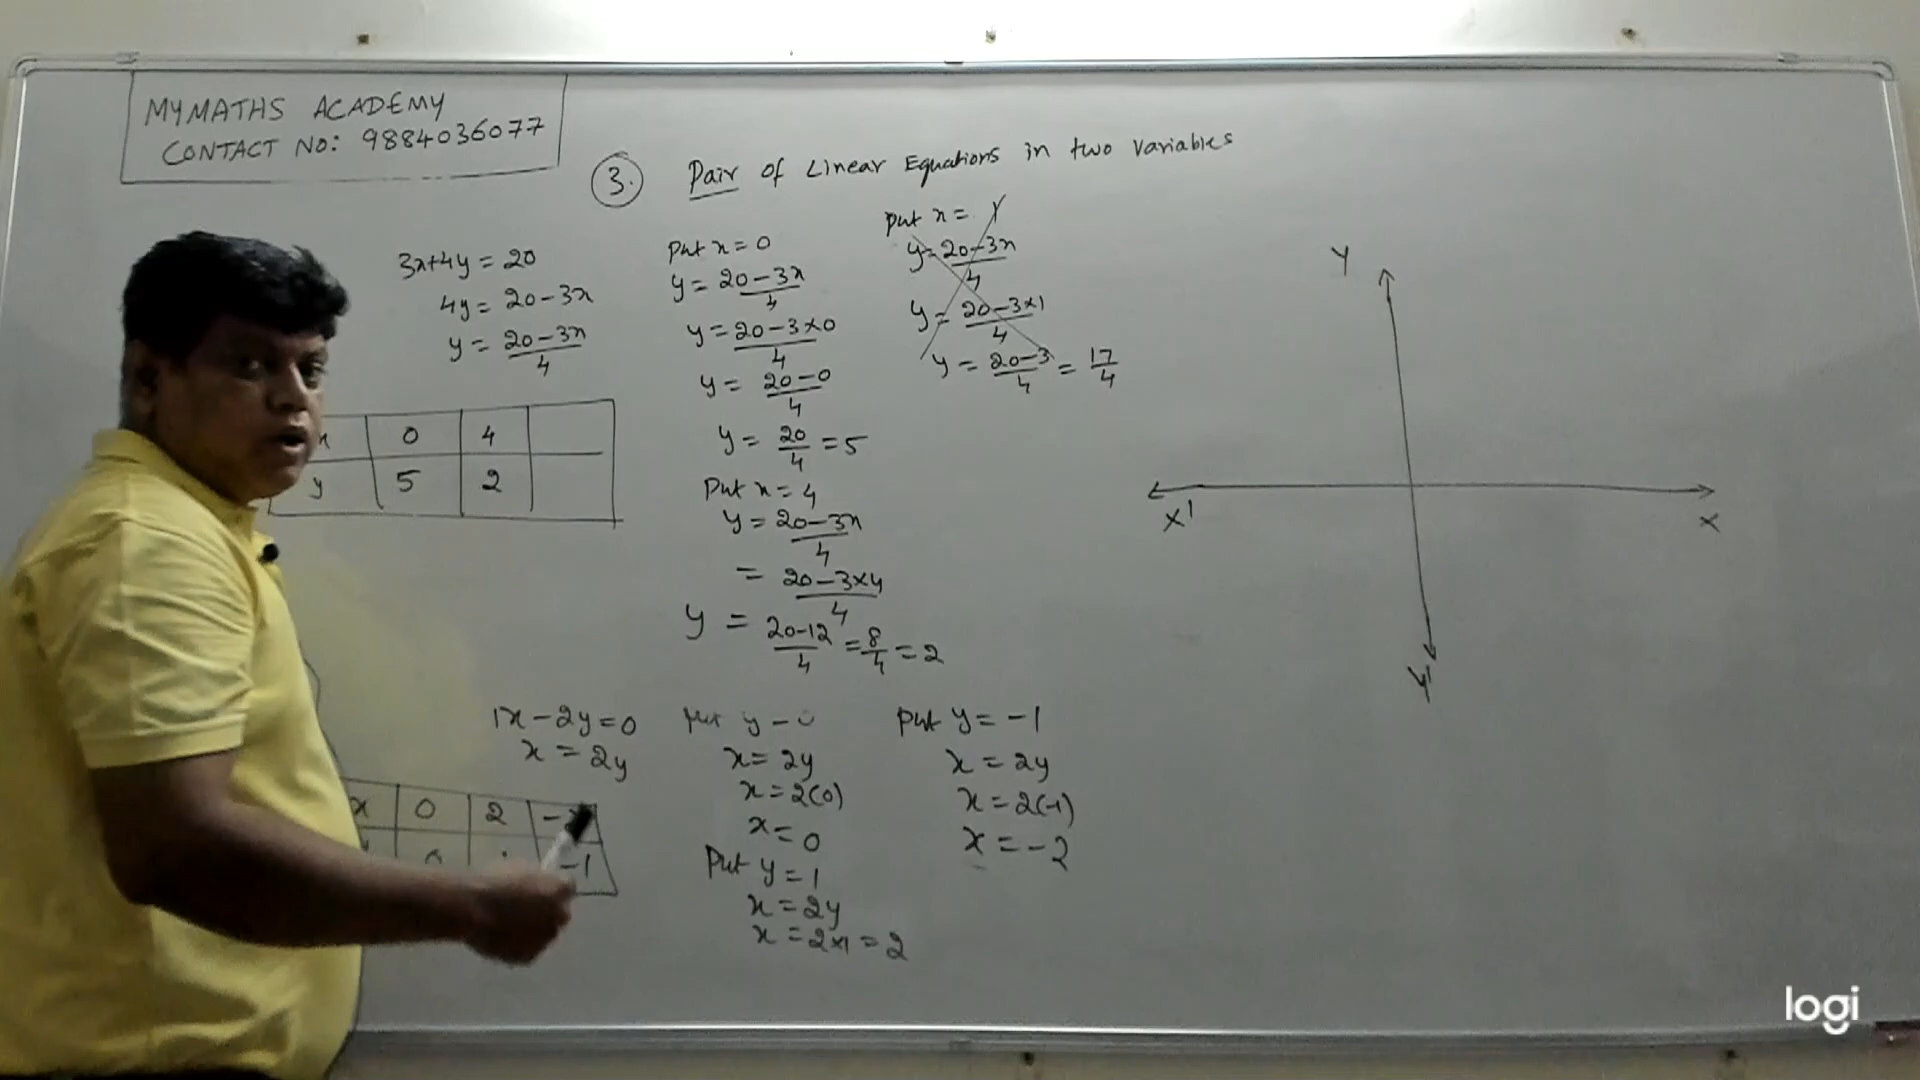 MYMATHS ACADEMY
CONTACT NO: 9884036077
3. Pair of Linear Equations in two variables
3x+4y = 20
4y = 20-3x
y = 20-3x/4
x 0 4
y 5 2
Put x = 0
y = 20-3x/4
y = 20-3×0/4
y = 20-0/4
y = 20/4 = 5
Put x = 4
y = 20-3x/4
= 20-3×4/4
y = 20-12/4 = 8/4 = 2
Put x = 1
y = 20-3x/4
y = 20-3×1/4
y = 20-3/4 = 17/4
Y
X' X
Y'
1x-2y=0
x = 2y
x 0 2
-1
Put y = 0
x = 2y
x = 2(0)
x = 0
Put y = 1
x = 2y
x = 2×1 = 2
Put y = -1
x = 2y
x = 2(-1)
x = -2
logi